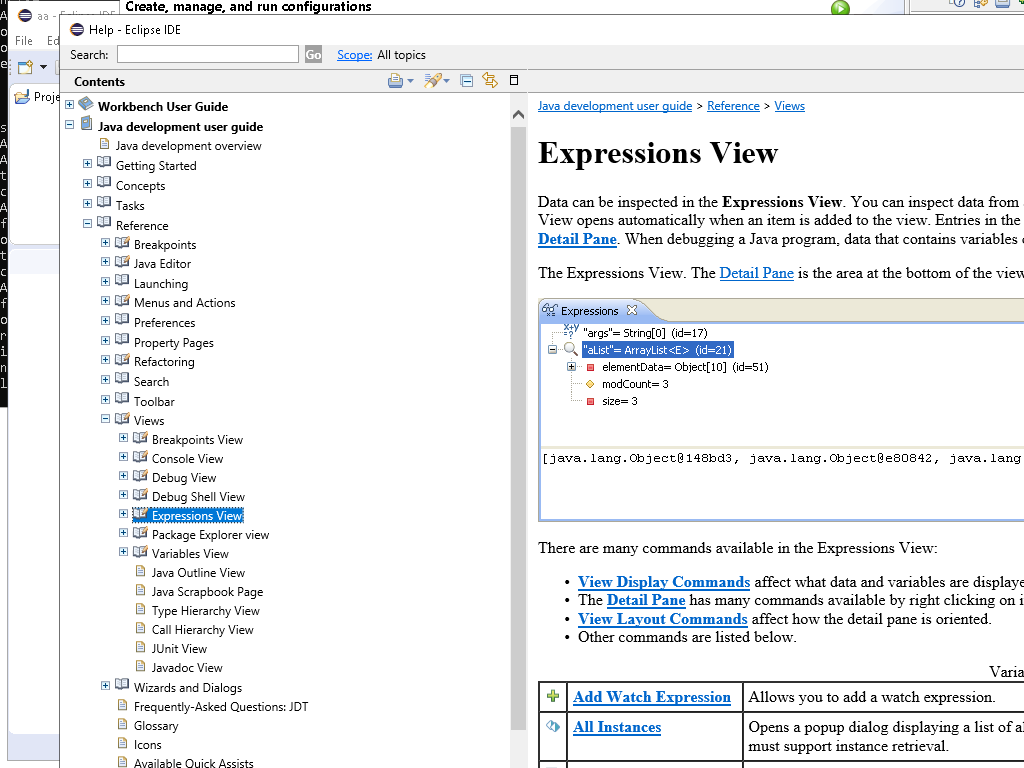 Create, manage, and run configurations
aa - Eclipse IDE
File Ed
Proje
Help - Eclipse IDE
Search: Go Scope: All topics
Contents
Workbench User Guide
Java development user guide
Java development overview
Getting Started
Concepts
Tasks
Reference
Breakpoints
Java Editor
Launching
Menus and Actions
Preferences
Property Pages
Refactoring
Search
Toolbar
Views
Breakpoints View
Console View
Debug View
Debug Shell View
Expressions View
Package Explorer view
Variables View
Java Outline View
Java Scrapbook Page
Type Hierarchy View
Call Hierarchy View
JUnit View
Javadoc View
Wizards and Dialogs
Frequently-Asked Questions: JDT
Glossary
Icons
Available Quick Assists
Java development user guide > Reference > Views
Expressions View
Data can be inspected in the Expressions View. You can inspect data from
View opens automatically when an item is added to the view. Entries in the
Detail Pane. When debugging a Java program, data that contains variables
The Expressions View. The Detail Pane is the area at the bottom of the view
Expressions
"args"= String[0] (id=17)
"aList"= ArrayList<E> (id=21)
elementData= Object[10] (id=51)
modCount= 3
size= 3
[java.lang.Object@148bd3, java.lang.Object@e80842, java.lang
There are many commands available in the Expressions View:
• View Display Commands affect what data and variables are displaye
• The Detail Pane has many commands available by right clicking on i
• View Layout Commands affect how the detail pane is oriented.
• Other commands are listed below.
Varia
Add Watch Expression Allows you to add a watch expression.
All Instances Opens a popup dialog displaying a list of al
must support instance retrieval.